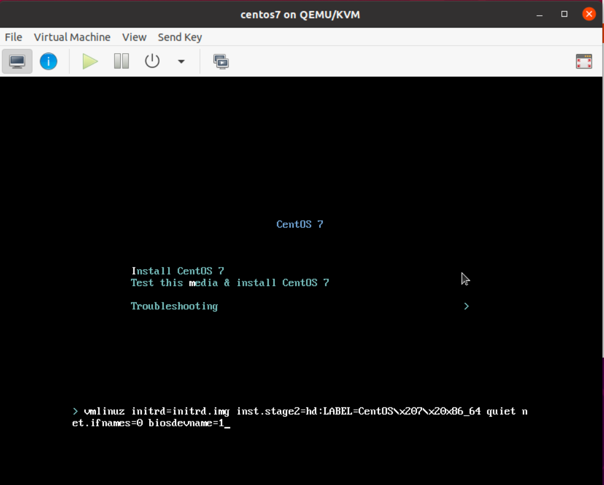 centos7 on QEMU/KVM
File Virtual Machine View Send Key
CentOS 7
Install CentOS 7
Test this media & install CentOS 7
Troubleshooting >
> vmlinuz initrd=initrd.img inst.stage2=hd:LABEL=CentOS\x207\x20x86_64 quiet n
et.ifnames=0 biosdevname=1_